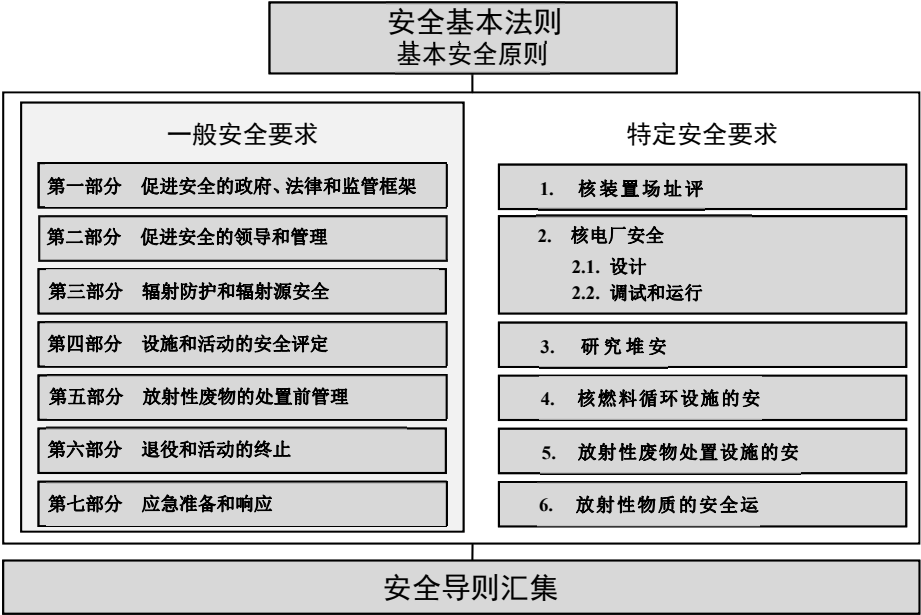 安全基本法则
基本安全原则
一般安全要求
第一部分 促进安全的政府、法律和监管框架
第二部分 促进安全的领导和管理
第三部分 辐射防护和辐射源安全
第四部分 设施和活动的安全评定
第五部分 放射性废物的处置前管理
第六部分 退役和活动的终止
第七部分 应急准备和响应
特定安全要求
1. 核装置场址评
2. 核电厂安全
2.1. 设计
2.2. 调试和运行
3. 研究堆安
4. 核燃料循环设施的安
5. 放射性废物处置设施的安
6. 放射性物质的安全运
安全导则汇集